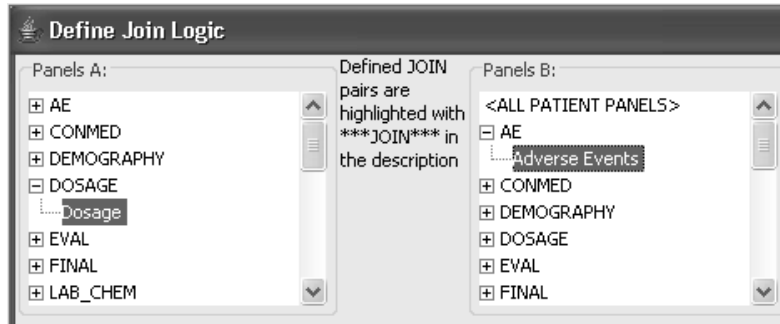 Define Join Logic
Panels A:
AE
CONMED
DEMOGRAPHY
DOSAGE
Dosage
EVAL
FINAL
LAB_CHEM
Defined JOIN
pairs are
highlighted with
***JOIN*** in
the description
Panels B:
<ALL PATIENT PANELS>
AE
Adverse Events
CONMED
DEMOGRAPHY
DOSAGE
EVAL
FINAL